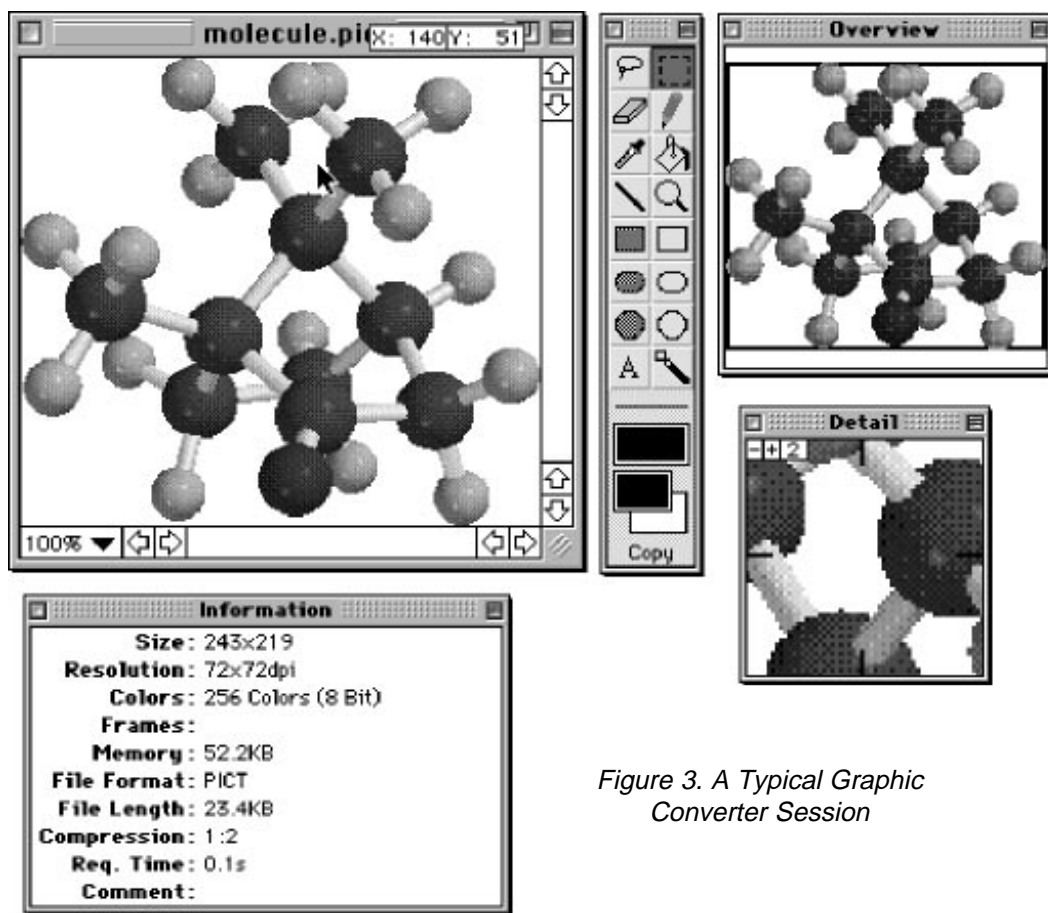 molecule.pic
X: 140 Y: 51
100%
A
Copy
Overview
Detail
- + 2
Information
Size: 243x219
Resolution: 72x72dpi
Colors: 256 Colors (8 Bit)
Frames:
Memory: 52.2KB
File Format: PICT
File Length: 23.4KB
Compression: 1:2
Req. Time: 0.1s
Comment:
Figure 3. A Typical Graphic
Converter Session